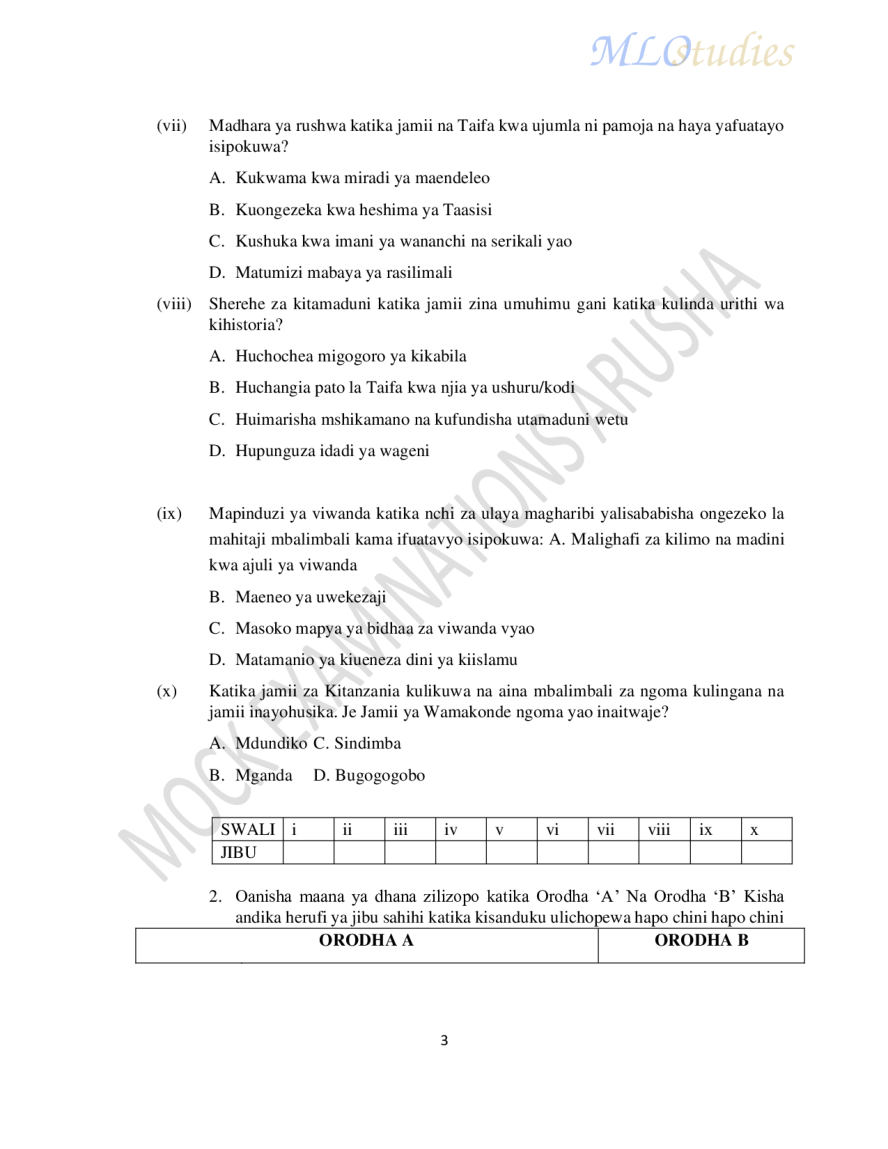 MLOstudies
(vii) Madhara ya rushwa katika jamii na Taifa kwa ujumla ni pamoja na haya yafuatayo
isipokuwa?
A. Kukwama kwa miradi ya maendeleo
B. Kuongezeka kwa heshima ya Taasisi
C. Kushuka kwa imani ya wananchi na serikali yao
D. Matumizi mabaya ya rasilimali
(viii) Sherehe za kitamaduni katika jamii zina umuhimu gani katika kulinda urithi wa
kihistoria?
A. Huchochea migogoro ya kikabila
B. Huchangia pato la Taifa kwa njia ya ushuru/kodi
C. Huimarisha mshikamano na kufundisha utamaduni wetu
D. Hupunguza idadi ya wageni
(ix) Mapinduzi ya viwanda katika nchi za ulaya magharibi yalisababisha ongezeko la
mahitaji mbalimbali kama ifuatavyo isipokuwa: A. Malighafi za kilimo na madini
kwa ajuli ya viwanda
B. Maeneo ya uwekezaji
C. Masoko mapya ya bidhaa za viwanda vyao
D. Matamanio ya kiueneza dini ya kiislamu
(x) Katika jamii za Kitanzania kulikuwa na aina mbalimbali za ngoma kulingana na
jamii inayohusika. Je Jamii ya Wamakonde ngoma yao inaitwaje?
A. Mdundiko C. Sindimba
B. Mganda D. Bugogogobo
SWALI i ii iii iv v vi vii viii ix x
JIBU
2. Oanisha maana ya dhana zilizopo katika Orodha ‘A’ Na Orodha ‘B’ Kisha
andika herufi ya jibu sahihi katika kisanduku ulichopewa hapo chini hapo chini
ORODHA A ORODHA B
3
MOCK EXAMINATIONS ARUSHA